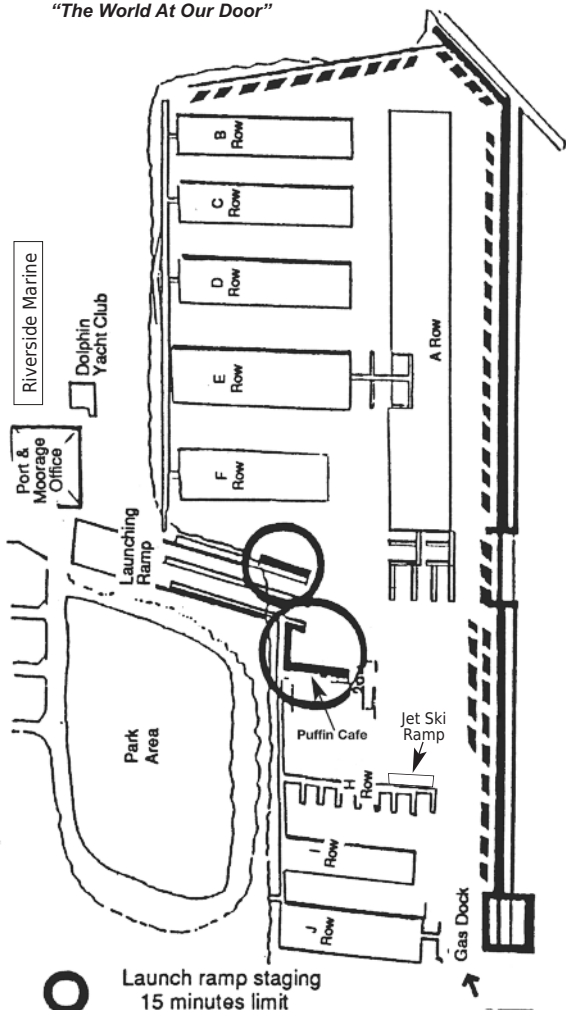 “The World At Our Door”
Riverside Marine
Dolphin
Yacht Club
Port &
Moorage
Office
Launching
Ramp
Park
Area
B
Row
C
Row
D
Row
E
Row
F
Row
A Row
Puffin Cafe
Jet Ski
Ramp
H
Row
I
Row
J
Row
Gas Dock
Launch ramp staging
15 minutes limit